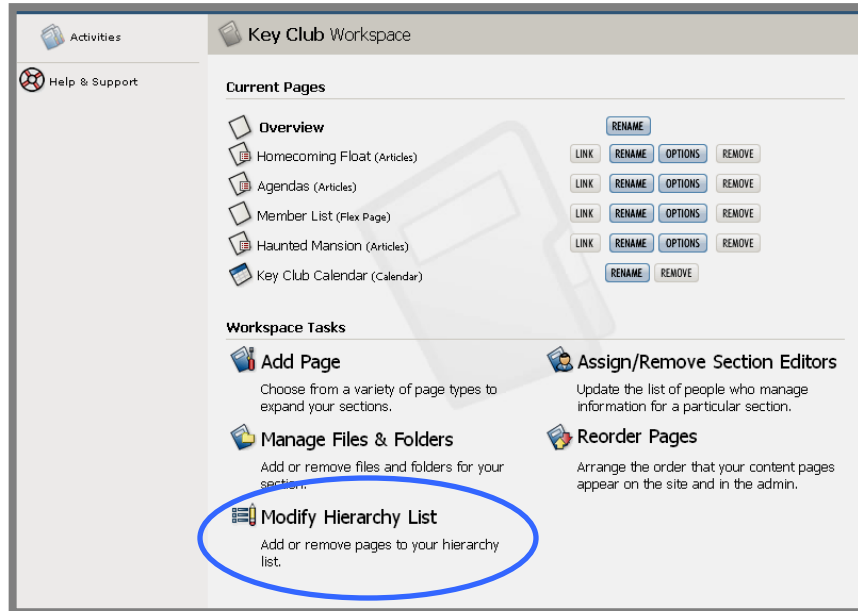 Activities
Help & Support
Key Club Workspace
Current Pages
Overview RENAME
Homecoming Float (Articles) LINK RENAME OPTIONS REMOVE
Agendas (Articles) LINK RENAME OPTIONS REMOVE
Member List (Flex Page) LINK RENAME OPTIONS REMOVE
Haunted Mansion (Articles) LINK RENAME OPTIONS REMOVE
Key Club Calendar (Calendar) RENAME REMOVE
Workspace Tasks
Add Page
Choose from a variety of page types to
expand your sections.
Assign/Remove Section Editors
Update the list of people who manage
information for a particular section.
Manage Files & Folders
Add or remove files and folders for your
section.
Reorder Pages
Arrange the order that your content pages
appear on the site and in the admin.
Modify Hierarchy List
Add or remove pages to your hierarchy
list.